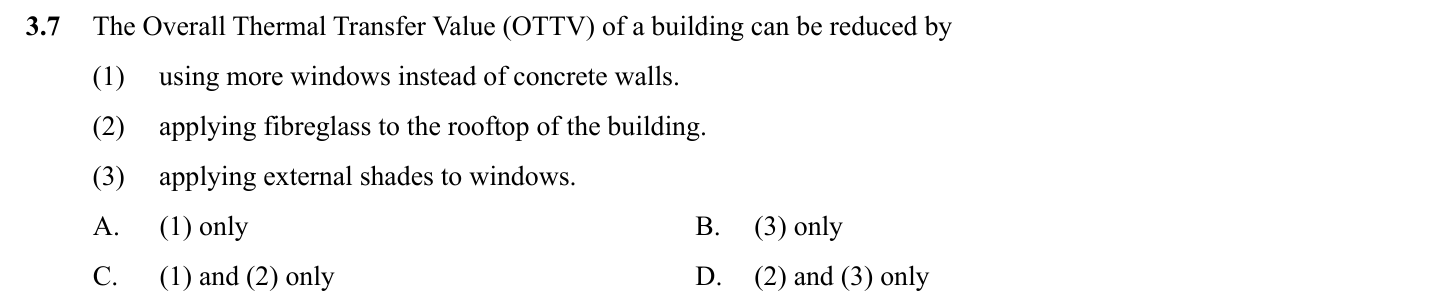 3.7 The Overall Thermal Transfer Value (OTTV) of a building can be reduced by
(1) using more windows instead of concrete walls.
(2) applying fibreglass to the rooftop of the building.
(3) applying external shades to windows.
A. (1) only B. (3) only
C. (1) and (2) only D. (2) and (3) only